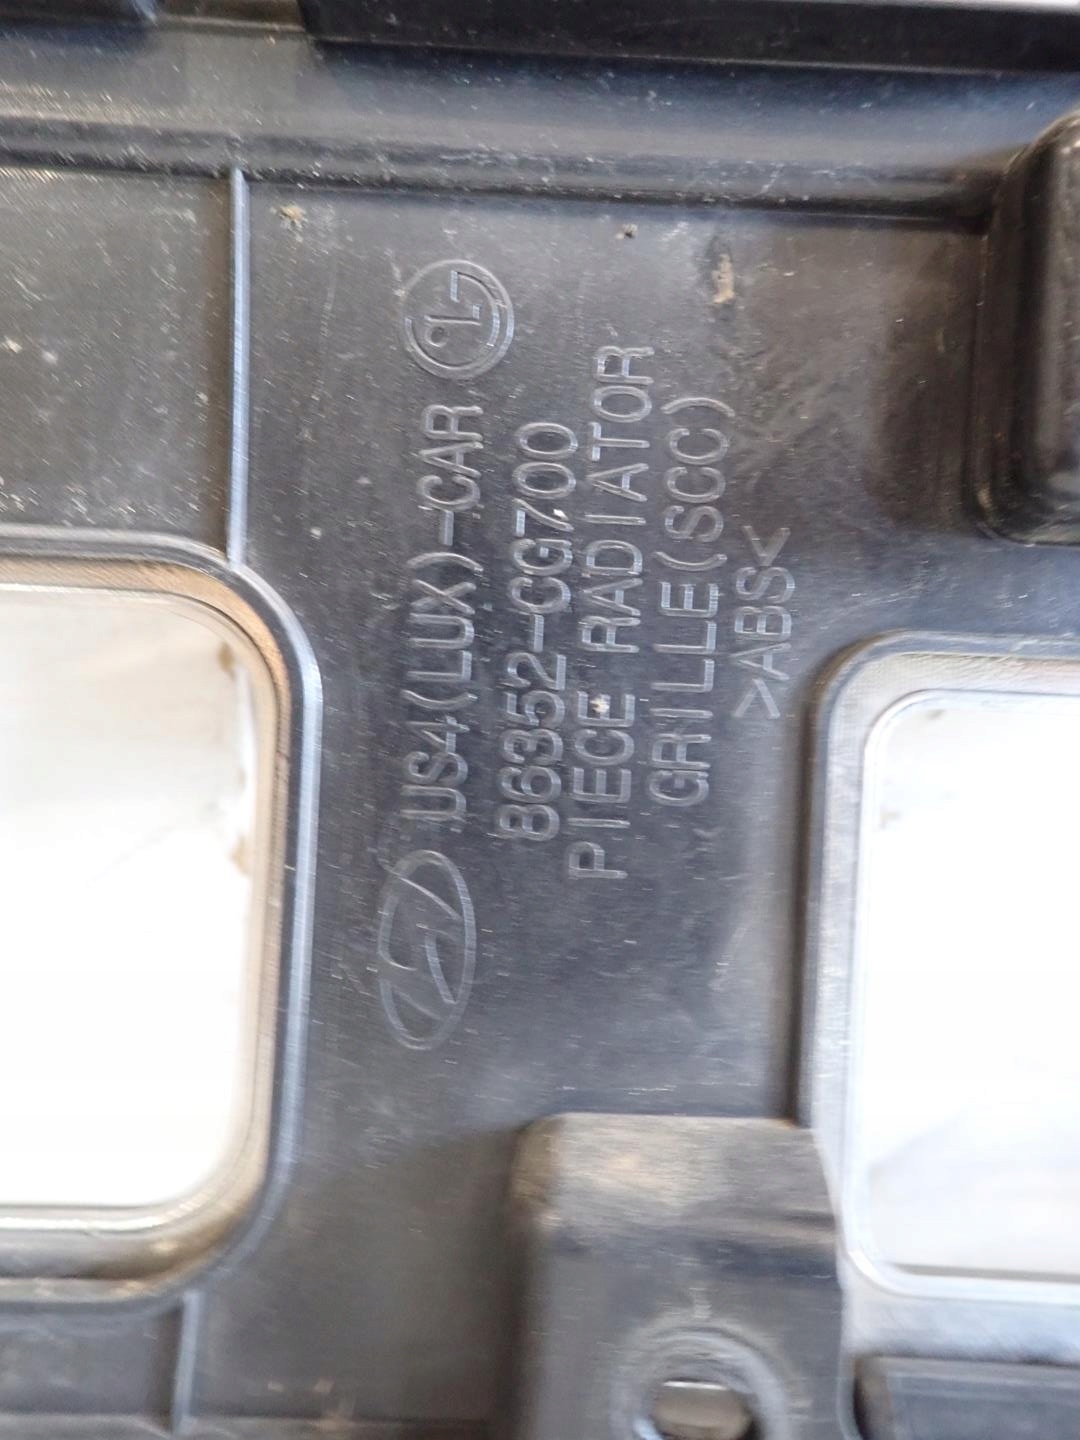 US4(LUX)-CAR
86352-CG700
PIECE RADIATOR
GRILLE(SCC)
>ABS<